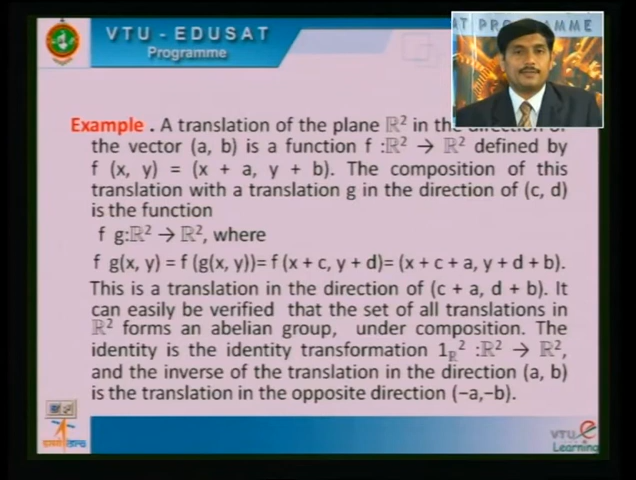 VTU - EDUSAT
Programme
AT PROGRAMME
Example . A translation of the plane ℝ² in the direction of
the vector (a, b) is a function f :ℝ² → ℝ² defined by
f (x, y) = (x + a, y + b). The composition of this
translation with a translation g in the direction of (c, d)
is the function
f g:ℝ² → ℝ², where
f g(x, y) = f (g(x, y))= f (x + c, y + d)= (x + c + a, y + d + b).
This is a translation in the direction of (c + a, d + b). It
can easily be verified that the set of all translations in
ℝ² forms an abelian group, under composition. The
identity is the identity transformation 1ℝ² :ℝ² → ℝ²,
and the inverse of the translation in the direction (a, b)
is the translation in the opposite direction (−a,−b).
VTU e
Learning